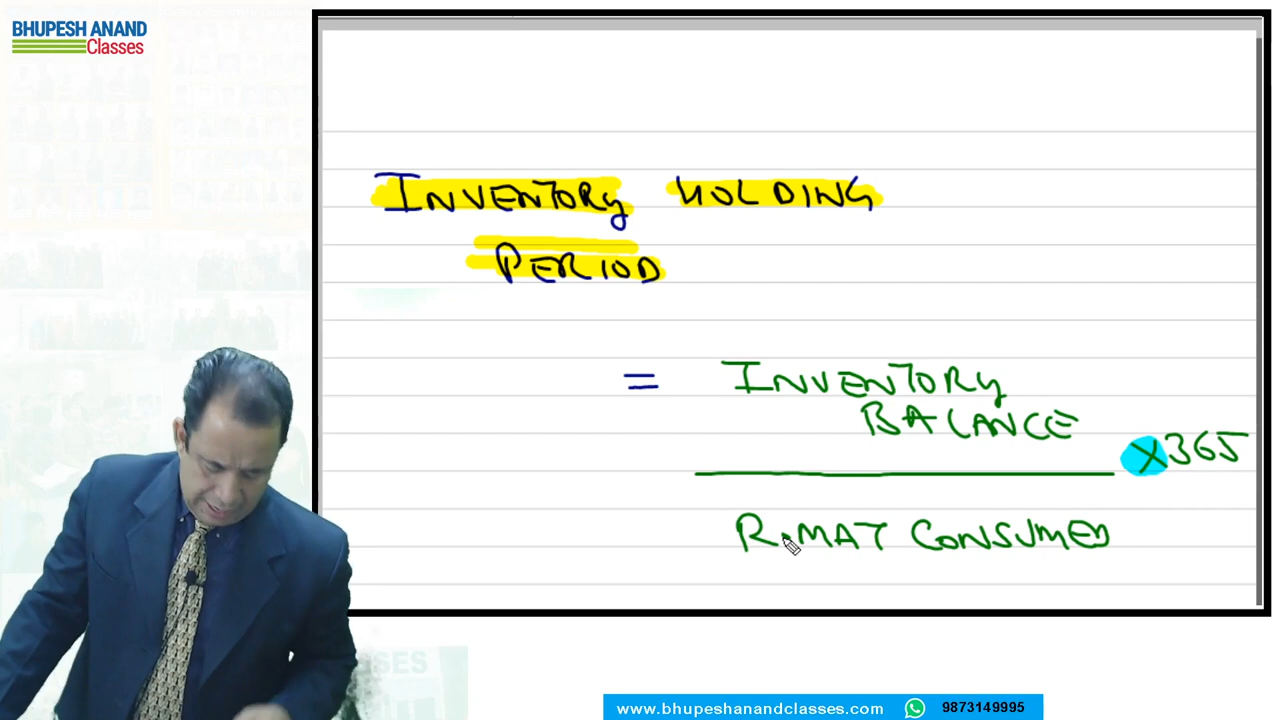 BHUPESH ANAND
Classes
INVENTORY HOLDING
PERIOD
= INVENTORY
BALANCE
X365
R.MAT CONSUMED
www.bhupeshanandclasses.com 9873149995